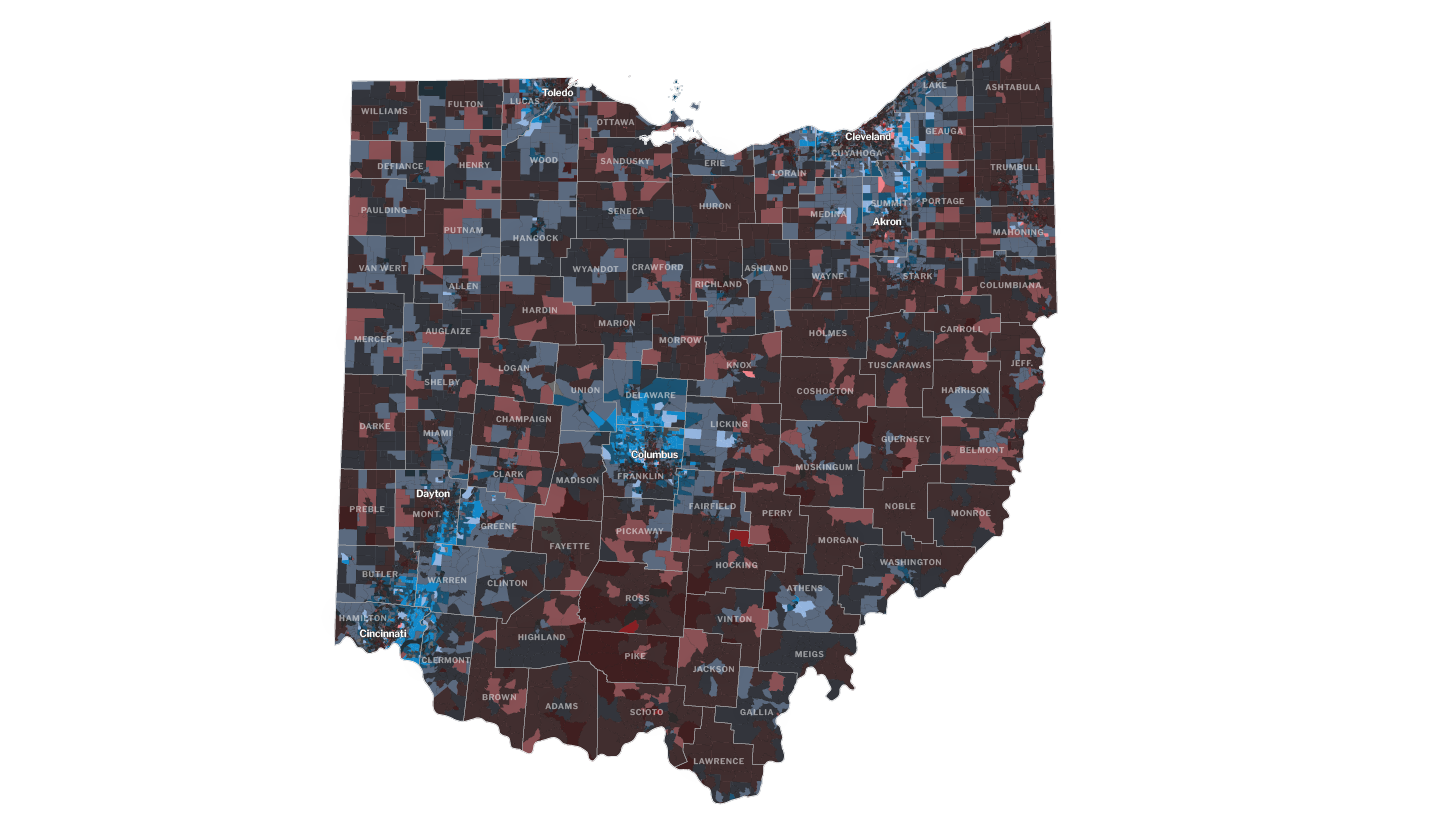 LAKE
ASHTABULA
Toledo
LUCAS
FULTON
WILLIAMS
OTTAWA
GEAUGA
Cleveland
CUYAHOGA
WOOD
SANDUSKY
ERIE
DEFIANCE
HENRY
TRUMBULL
LORAIN
SUMMIT
PORTAGE
PAULDING
SENECA
HURON
MEDINA
Akron
PUTNAM
MAHONING
HANCOCK
VAN WERT
WYANDOT
CRAWFORD
ASHLAND
WAYNE
STARK
ALLEN
RICHLAND
COLUMBIANA
HARDIN
MARION
AUGLAIZE
HOLMES
CARROLL
MERCER
MORROW
KNOX
TUSCARAWAS
JEFF.
LOGAN
SHELBY
UNION
DELAWARE
COSHOCTON
HARRISON
CHAMPAIGN
DARKE
MIAMI
LICKING
GUERNSEY
BELMONT
Columbus
MUSKINGUM
CLARK
MADISON
FRANKLIN
Dayton
PREBLE
MONT.
FAIRFIELD
PERRY
NOBLE
MONROE
GREENE
PICKAWAY
MORGAN
FAYETTE
HOCKING
WASHINGTON
BUTLER
WARREN
CLINTON
ATHENS
ROSS
HAMILTON
VINTON
Cincinnati
HIGHLAND
PIKE
MEIGS
CLERMONT
JACKSON
BROWN
ADAMS
SCIOTO
GALLIA
LAWRENCE